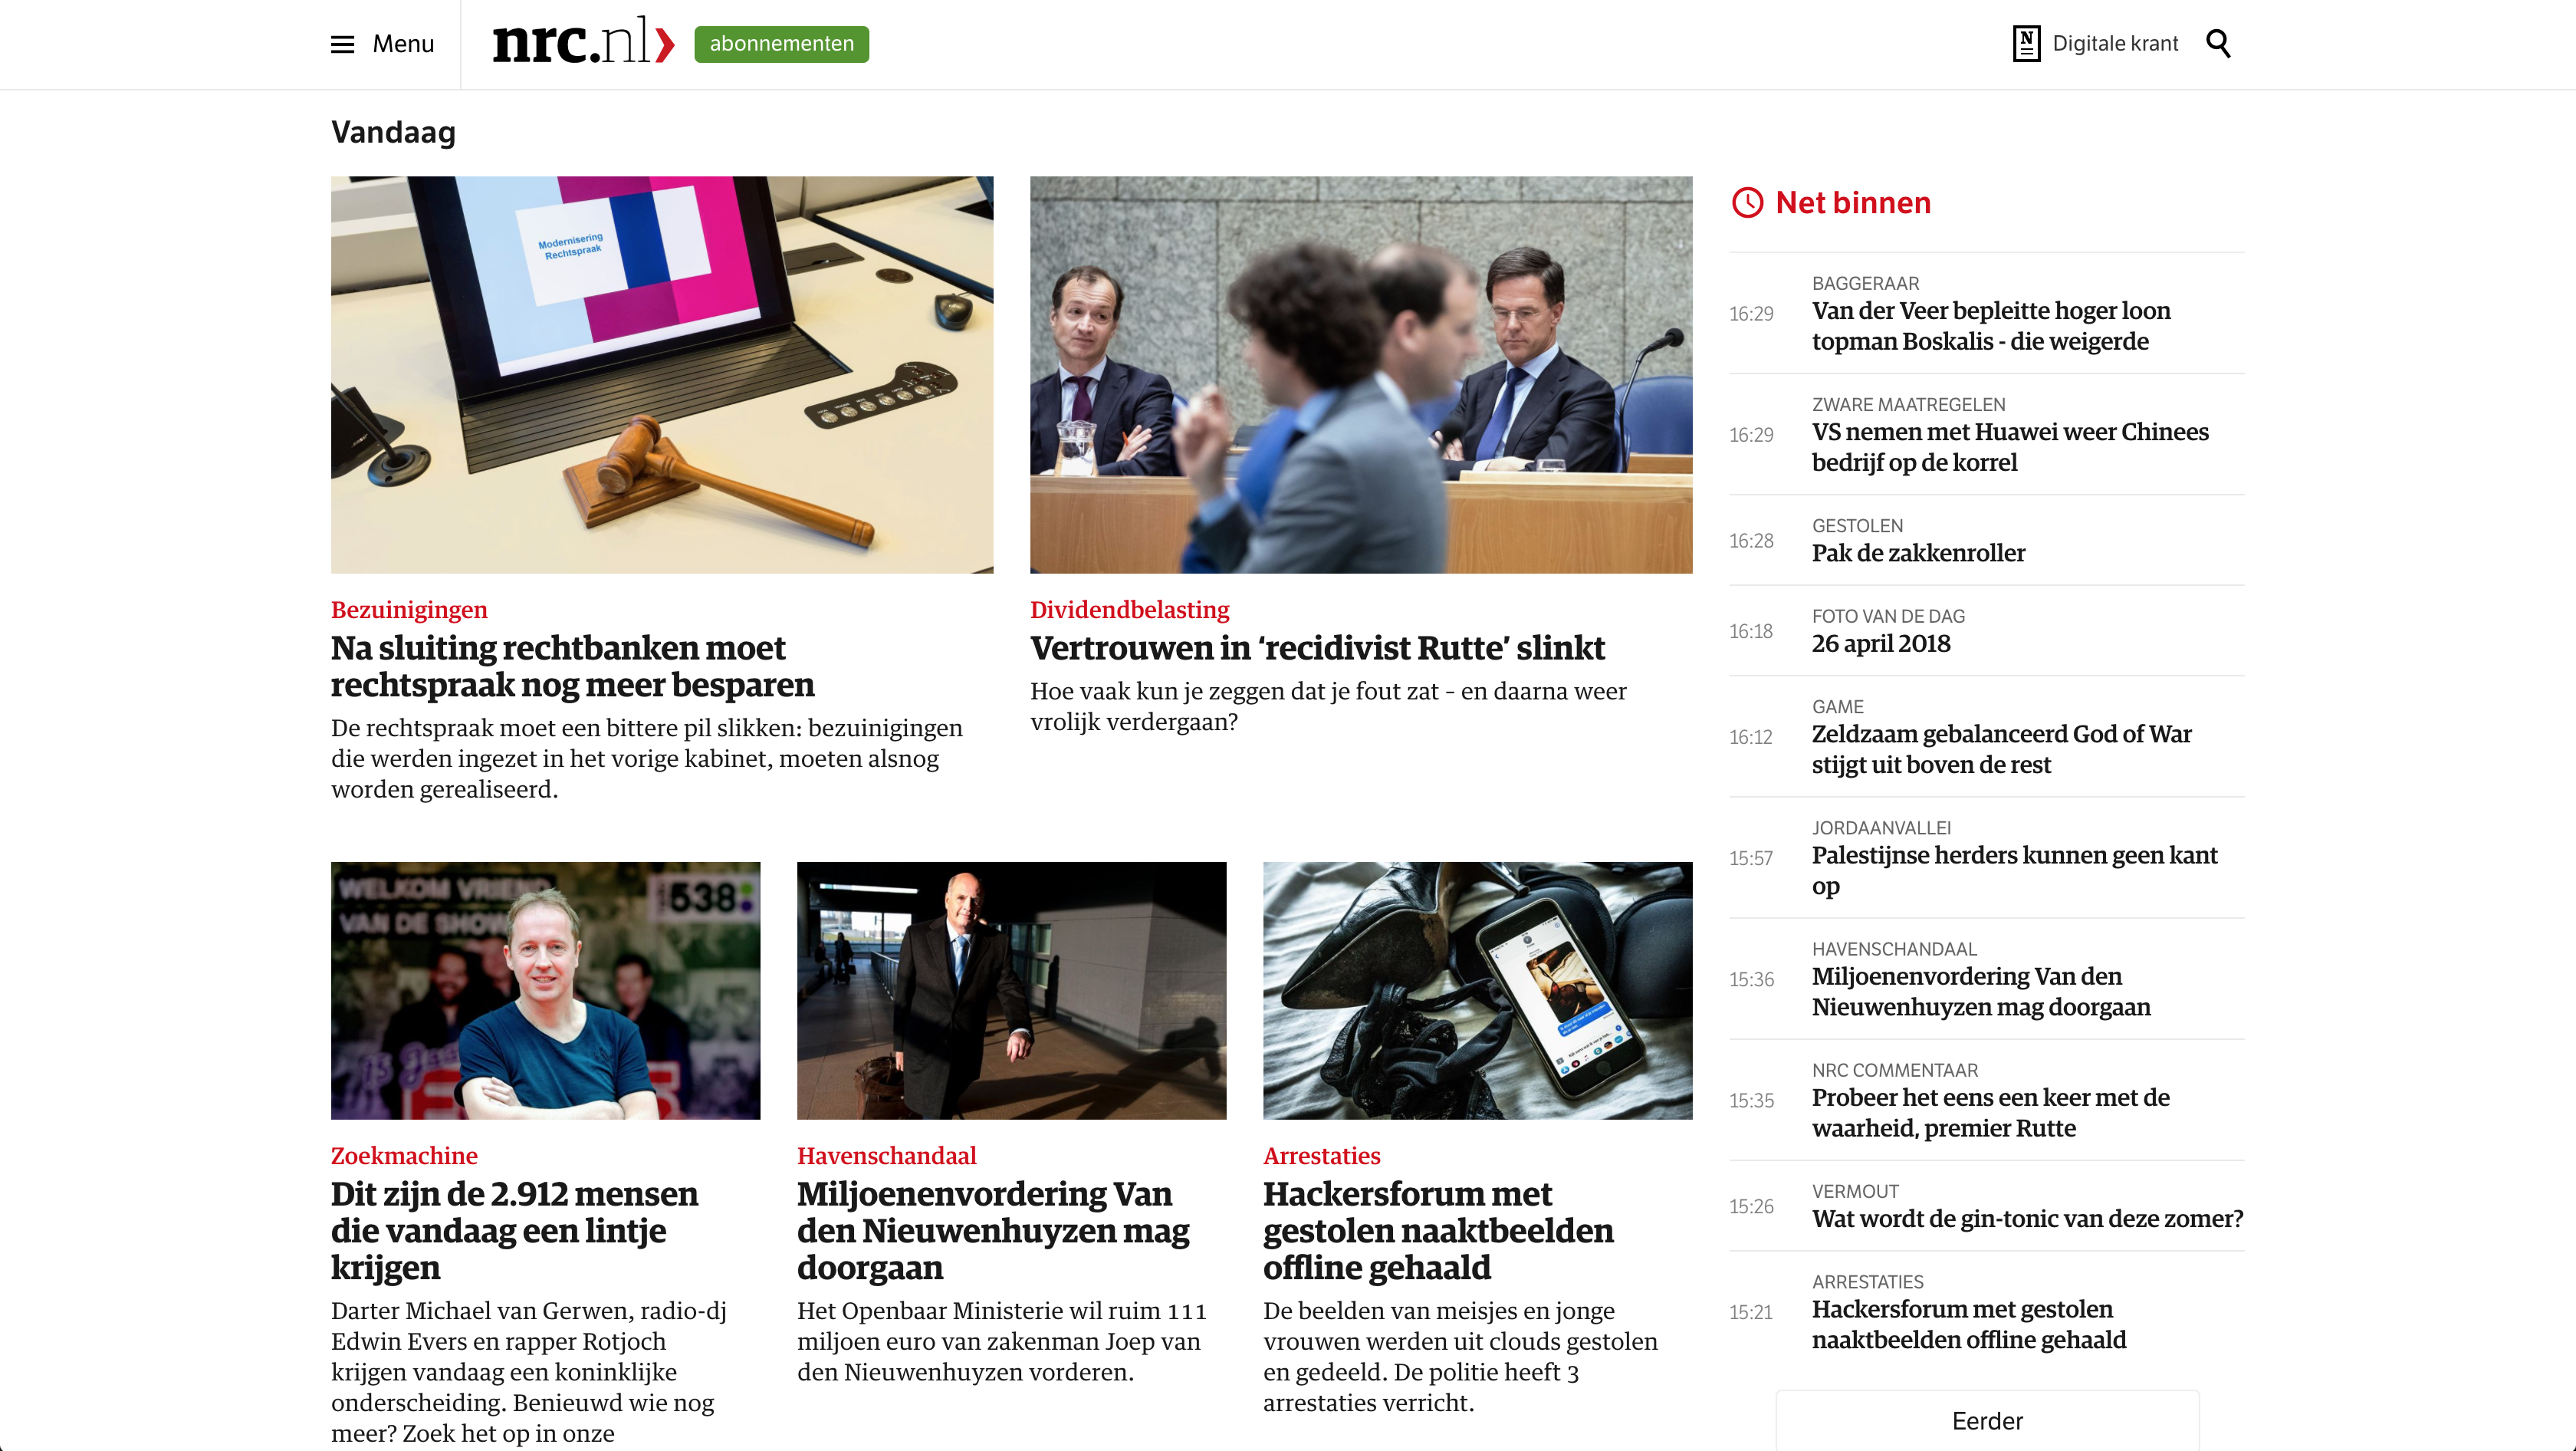 Menu
nrc.nl
abonnementen
N
Digitale krant
Vandaag
Modernisering
Rechtspraak
Bezuinigingen
Na sluiting rechtbanken moet
rechtspraak nog meer besparen
De rechtspraak moet een bittere pil slikken: bezuinigingen
die werden ingezet in het vorige kabinet, moeten alsnog
worden gerealiseerd.
Dividendbelasting
Vertrouwen in ‘recidivist Rutte’ slinkt
Hoe vaak kun je zeggen dat je fout zat – en daarna weer
vrolijk verdergaan?
WELKOM VRIEND
VAN DE SHOW
538
Zoekmachine
Dit zijn de 2.912 mensen
die vandaag een lintje
krijgen
Darter Michael van Gerwen, radio-dj
Edwin Evers en rapper Rotjoch
krijgen vandaag een koninklijke
onderscheiding. Benieuwd wie nog
meer? Zoek het op in onze
Havenschandaal
Miljoenenvordering Van
den Nieuwenhuyzen mag
doorgaan
Het Openbaar Ministerie wil ruim 111
miljoen euro van zakenman Joep van
den Nieuwenhuyzen vorderen.
Arrestaties
Hackersforum met
gestolen naaktbeelden
offline gehaald
De beelden van meisjes en jonge
vrouwen werden uit clouds gestolen
en gedeeld. De politie heeft 3
arrestaties verricht.
Net binnen
BAGGERAAR
16:29
Van der Veer bepleitte hoger loon
topman Boskalis - die weigerde
ZWARE MAATREGELEN
16:29
VS nemen met Huawei weer Chinees
bedrijf op de korrel
GESTOLEN
16:28
Pak de zakkenroller
FOTO VAN DE DAG
16:18
26 april 2018
GAME
16:12
Zeldzaam gebalanceerd God of War
stijgt uit boven de rest
JORDAANVALLEI
15:57
Palestijnse herders kunnen geen kant
op
HAVENSCHANDAAL
15:36
Miljoenenvordering Van den
Nieuwenhuyzen mag doorgaan
NRC COMMENTAAR
15:35
Probeer het eens een keer met de
waarheid, premier Rutte
VERMOUT
15:26
Wat wordt de gin-tonic van deze zomer?
ARRESTATIES
15:21
Hackersforum met gestolen
naaktbeelden offline gehaald
Eerder